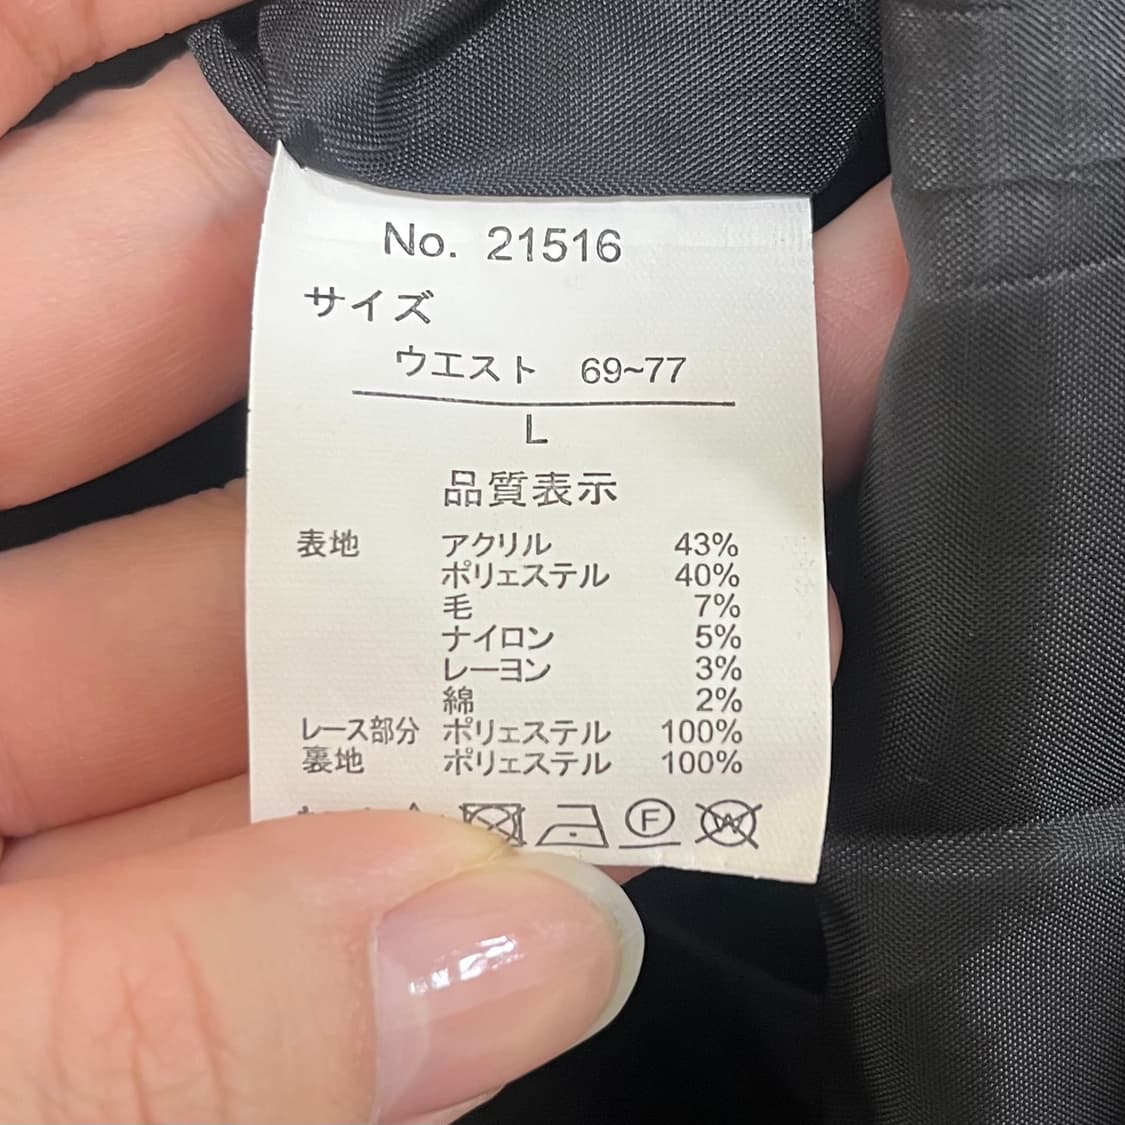 No. 21516
サイズ
ウエスト 69~77
L
品質表示
表地 アクリル 43%
ポリエステル 40%
毛 7%
ナイロン 5%
レーヨン 3%
綿 2%
レース部分 ポリエステル 100%
裏地 ポリエステル 100%
F W